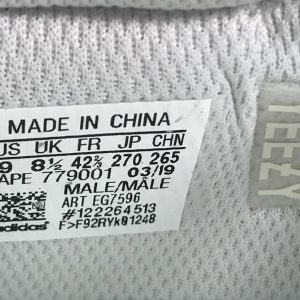 MADE IN CHINA
US UK FR JP CHN
9 8½ 42⅔ 270 265
APE 779001 03/19
MALE/MÂLE
ART EG7596
#122264513
adidas F>F92RYk01248
YEEZY